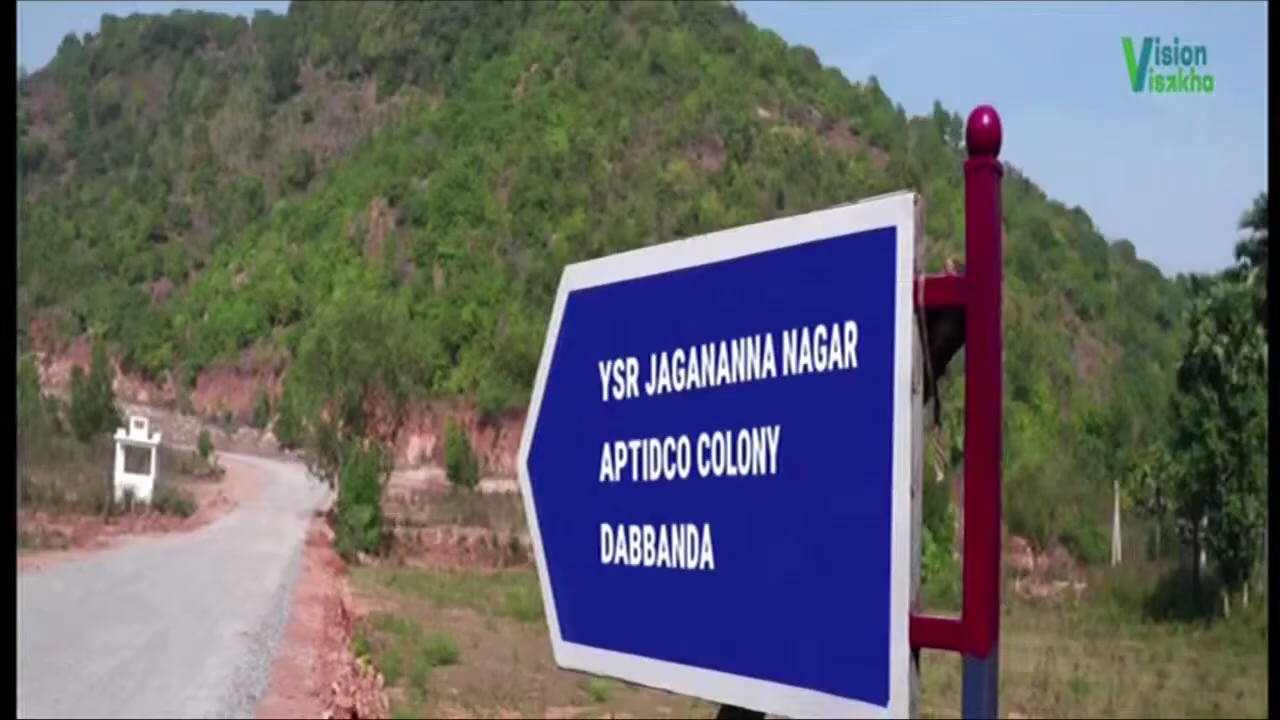 Vision
Visakha
YSR JAGANANNA NAGAR
APTIDCO COLONY
DABBANDA